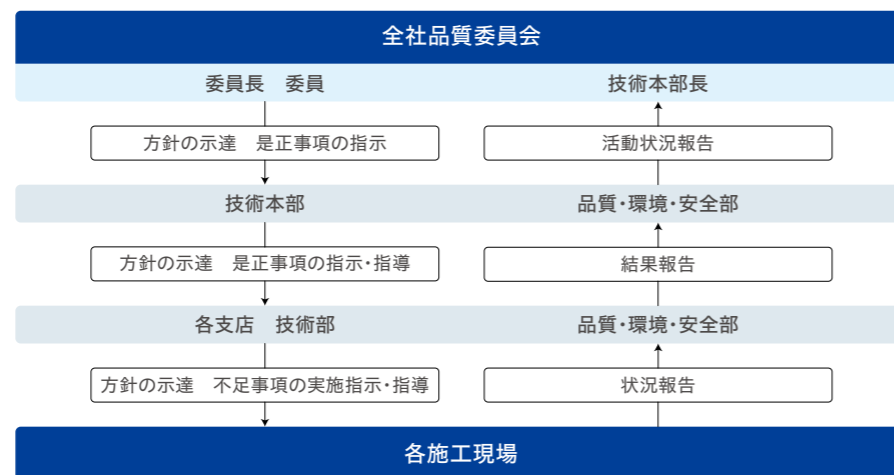 全社品質委員会
委員長　委員　技術本部長
方針の示達　是正事項の指示　活動状況報告
技術本部　品質・環境・安全部
方針の示達　是正事項の指示・指導　結果報告
各支店　技術部　品質・環境・安全部
方針の示達　不足事項の実施指示・指導　状況報告
各施工現場